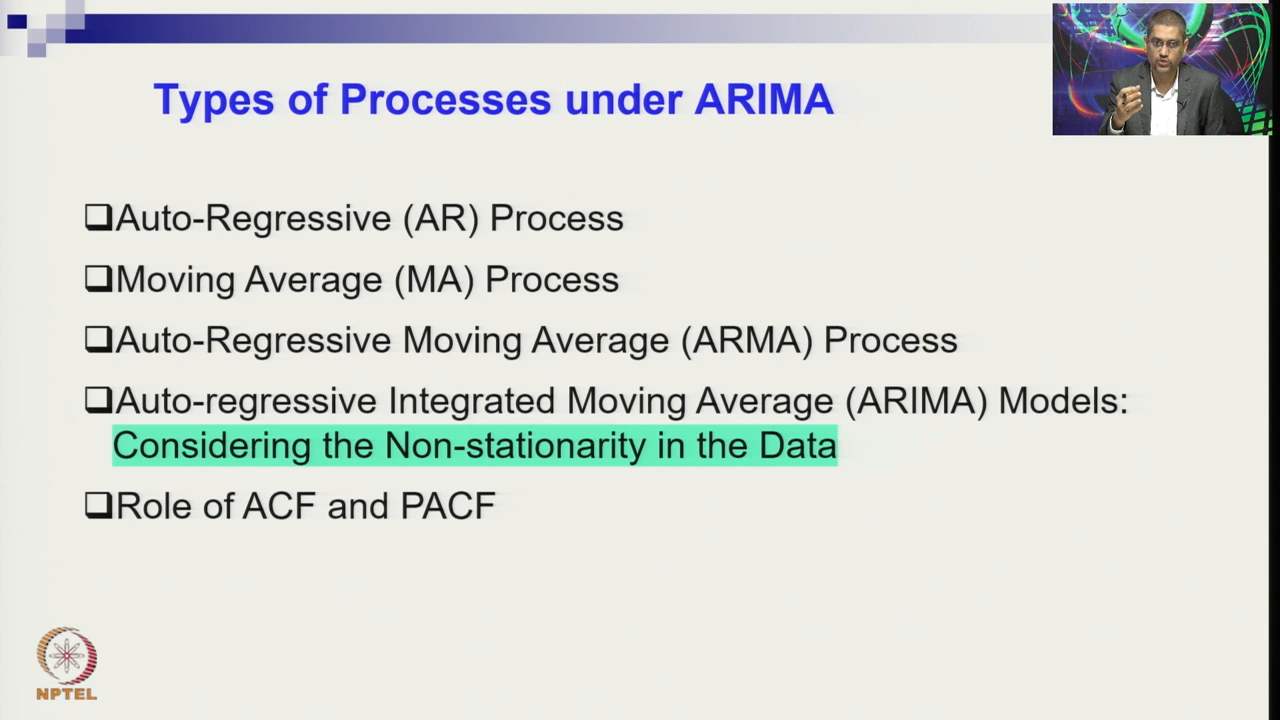 Types of Processes under ARIMA
❑Auto-Regressive (AR) Process
❑Moving Average (MA) Process
❑Auto-Regressive Moving Average (ARMA) Process
❑Auto-regressive Integrated Moving Average (ARIMA) Models:
Considering the Non-stationarity in the Data
❑Role of ACF and PACF
NPTEL